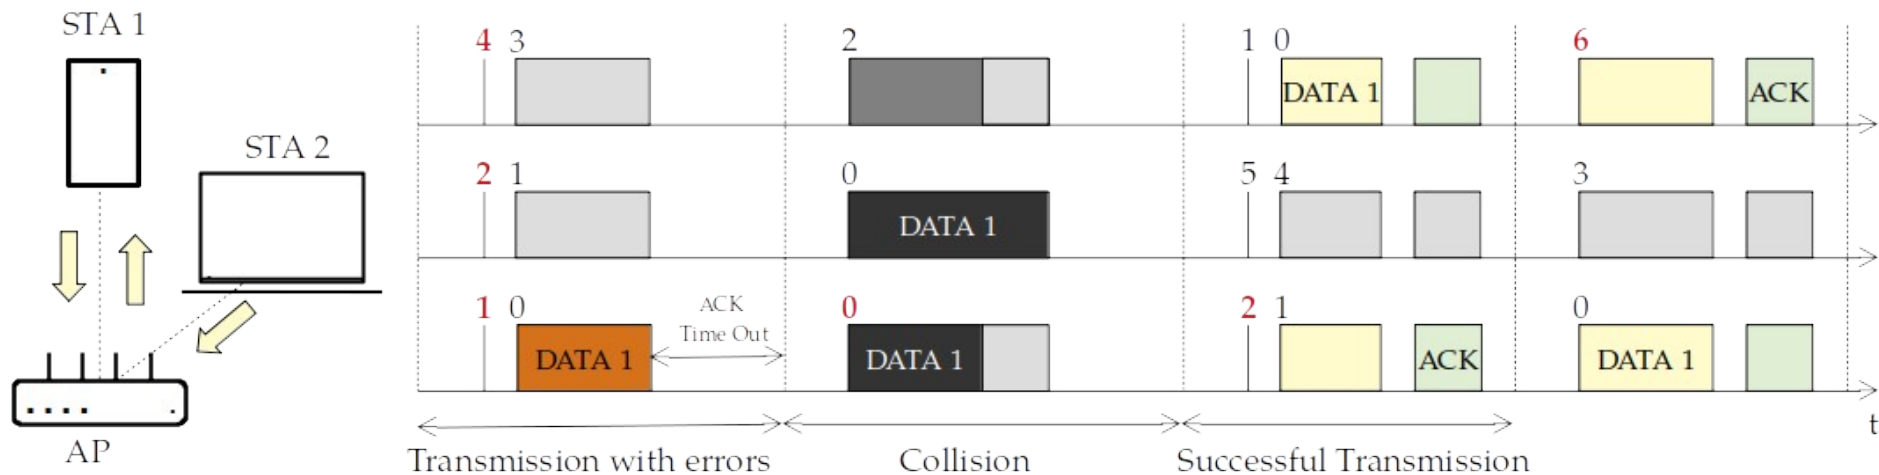 STA 1
STA 2
AP
4 3 2 1 0 6
DATA 1 ACK
2 1 0 5 4 3
DATA 1
1 0 ACK 0 2 1 0
Time Out
DATA 1 DATA 1 ACK DATA 1
t
Transmission with errors Collision Successful Transmission